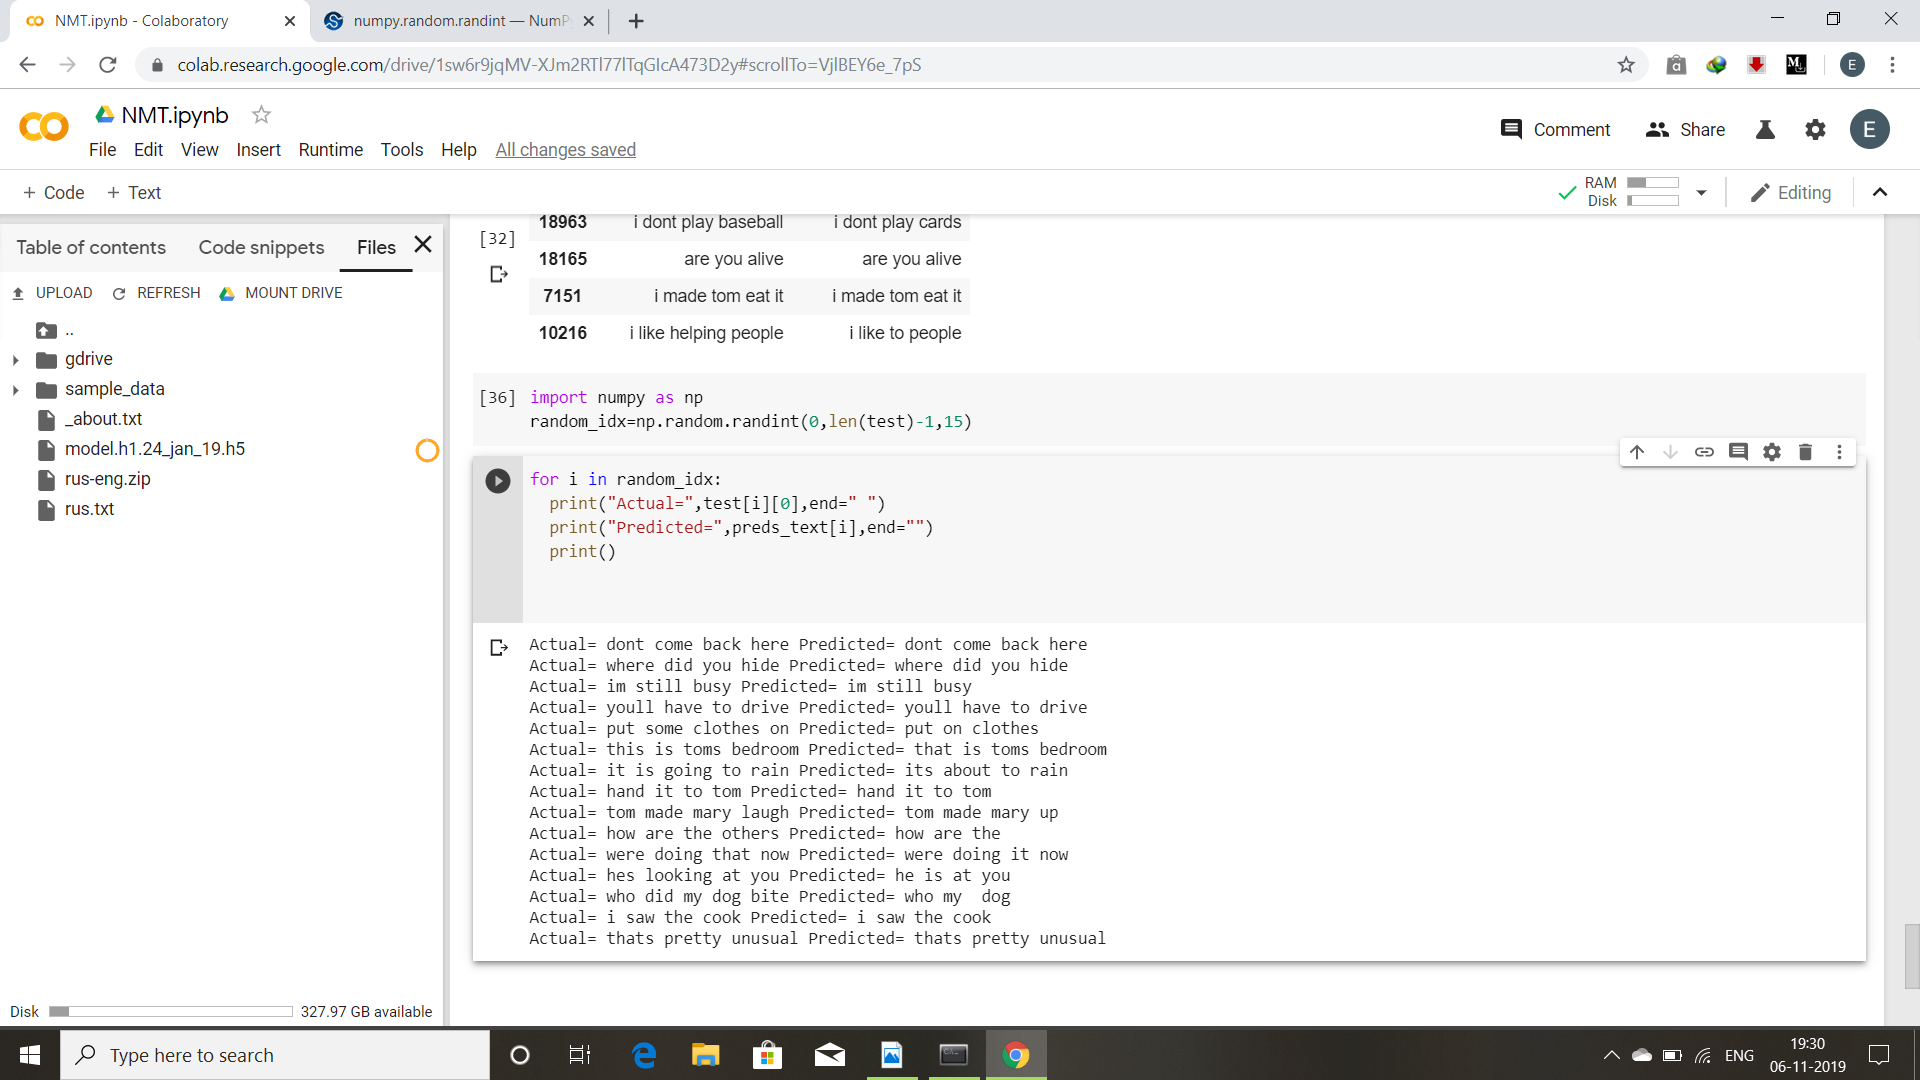 NMT.ipynb - Colaboratory
numpy.random.randint — NumP
colab.research.google.com/drive/1sw6r9jqMV-XJm2RTl77lTqGIcA473D2y#scrollTo=VjlBEY6e_7pS
E
NMT.ipynb
Comment Share E
File Edit View Insert Runtime Tools Help All changes saved
+ Code + Text
RAM
Disk
Editing
Table of contents Code snippets Files
UPLOAD REFRESH MOUNT DRIVE
..
gdrive
sample_data
_about.txt
model.h1.24_jan_19.h5
rus-eng.zip
rus.txt
Disk 327.97 GB available
[32]
18963 i dont play baseball i dont play cards
18165 are you alive are you alive
7151 i made tom eat it i made tom eat it
10216 i like helping people i like to people
[36] import numpy as np
random_idx=np.random.randint(0,len(test)-1,15)
for i in random_idx:
print("Actual=",test[i][0],end=" ")
print("Predicted=",preds_text[i],end="")
print()
Actual= dont come back here Predicted= dont come back here
Actual= where did you hide Predicted= where did you hide
Actual= im still busy Predicted= im still busy
Actual= youll have to drive Predicted= youll have to drive
Actual= put some clothes on Predicted= put on clothes
Actual= this is toms bedroom Predicted= that is toms bedroom
Actual= it is going to rain Predicted= its about to rain
Actual= hand it to tom Predicted= hand it to tom
Actual= tom made mary laugh Predicted= tom made mary up
Actual= how are the others Predicted= how are the
Actual= were doing that now Predicted= were doing it now
Actual= hes looking at you Predicted= he is at you
Actual= who did my dog bite Predicted= who my  dog
Actual= i saw the cook Predicted= i saw the cook
Actual= thats pretty unusual Predicted= thats pretty unusual
Type here to search
ENG
19:30
06-11-2019